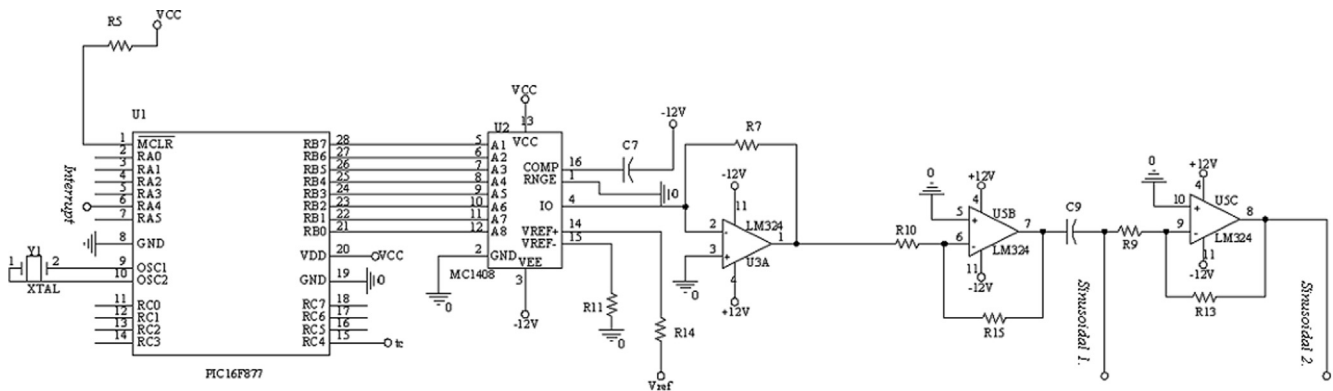 R5
VCC
U1
1 MCLR
2 RA0
3 RA1
4 RA2
5 RA3
6 RA4
7 RA5
8 GND
9 OSC1
10 OSC2
11 RC0
12 RC1
13 RC2
14 RC3
RB7 28
RB6 27
RB5 26
RB4 25
RB3 24
RB2 23
RB1 22
RB0 21
VDD 20 VCC
GND 19 0
RC7 18
RC6 17
RC5 16
RC4 15 tc
PIC16F877
Interrupt
Y1
1 2
XTAL
VCC
U2
13
VCC
5 A1
6 A2
7 A3
8 A4
9 A5
10 A6
11 A7
12 A8
2 GND
VEE
3
-12V
MC1408
0
COMP 16
RNGE 1
IO 4
VREF+ 14
VREF- 15
C7
-12V
0
R11
0
R14
Vref
R7
-12V
11
2 -
3 +
LM324
1
U3A
4
+12V
0
R10
0
+12V
4
U5B
5 +
6 -
7
LM324
11
-12V
R15
C9
Sinusoidal 1.
R9
0
+12V
4
U5C
10 +
9 -
8
LM324
11
-12V
R13
Sinusoidal 2.